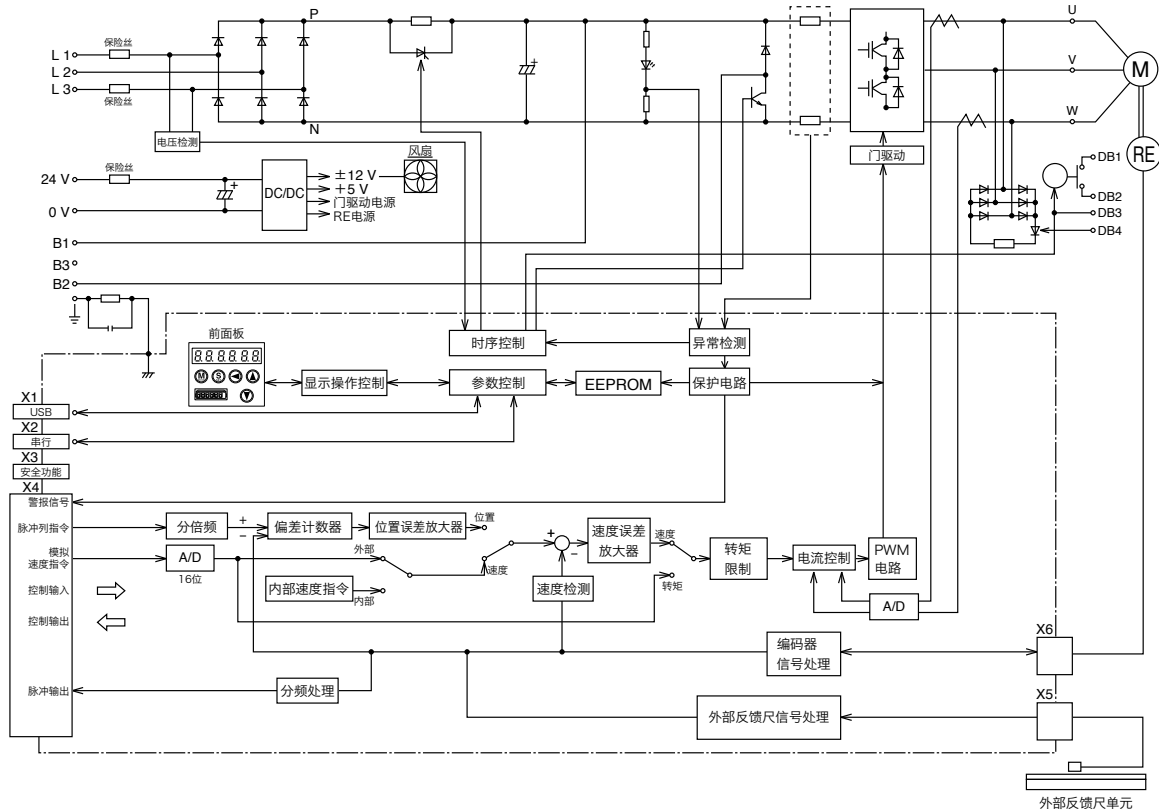 P
U
保险丝
L 1
L 2
V
M
L 3
保险丝
N
W
电压检测
风扇
门驱动
RE
DB1
保险丝
24 V
±12 V
DC/DC
+5 V
DB2
门驱动电源
0 V
RE电源
DB3
DB4
B1
B3
B2
前面板
时序控制
异常检测
8.8.8.8.8.8
M
S
显示操作控制
参数控制
EEPROM
保护电路
X1
USB
X2
串行
X3
安全功能
X4
警报信号
脉冲列指令
分倍频
+
−
偏差计数器
位置误差放大器
位置
模拟
速度指令
A/D
16位
外部
速度
+
−
速度误差
放大器
速度
转矩
限制
电流控制
PWM
电路
内部速度指令
内部
速度检测
转矩
A/D
控制输入
控制输出
X6
编码器
信号处理
脉冲输出
分频处理
X5
外部反馈尺信号处理
外部反馈尺单元